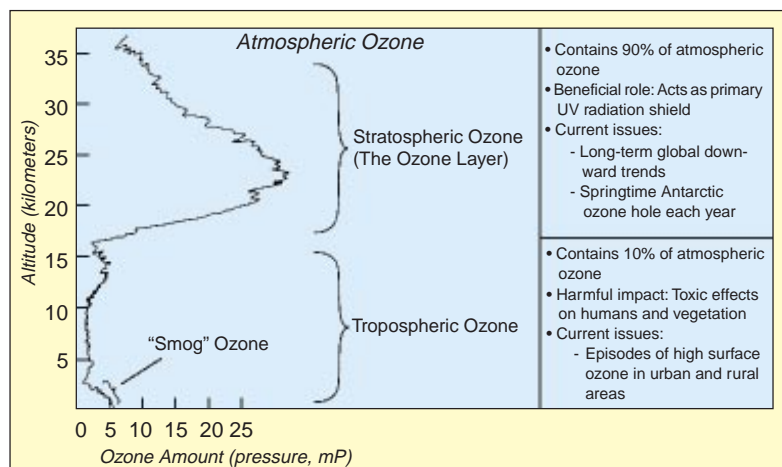 Atmospheric Ozone
35
30
25
20
15
10
5
Altitude (kilometers)
Stratospheric Ozone
(The Ozone Layer)
Tropospheric Ozone
“Smog” Ozone
0 5 10 15 20 25
Ozone Amount (pressure, mP)
• Contains 90% of atmospheric
ozone
• Beneficial role: Acts as primary
UV radiation shield
• Current issues:
- Long-term global down-
ward trends
- Springtime Antarctic
ozone hole each year
• Contains 10% of atmospheric
ozone
• Harmful impact: Toxic effects
on humans and vegetation
• Current issues:
- Episodes of high surface
ozone in urban and rural
areas